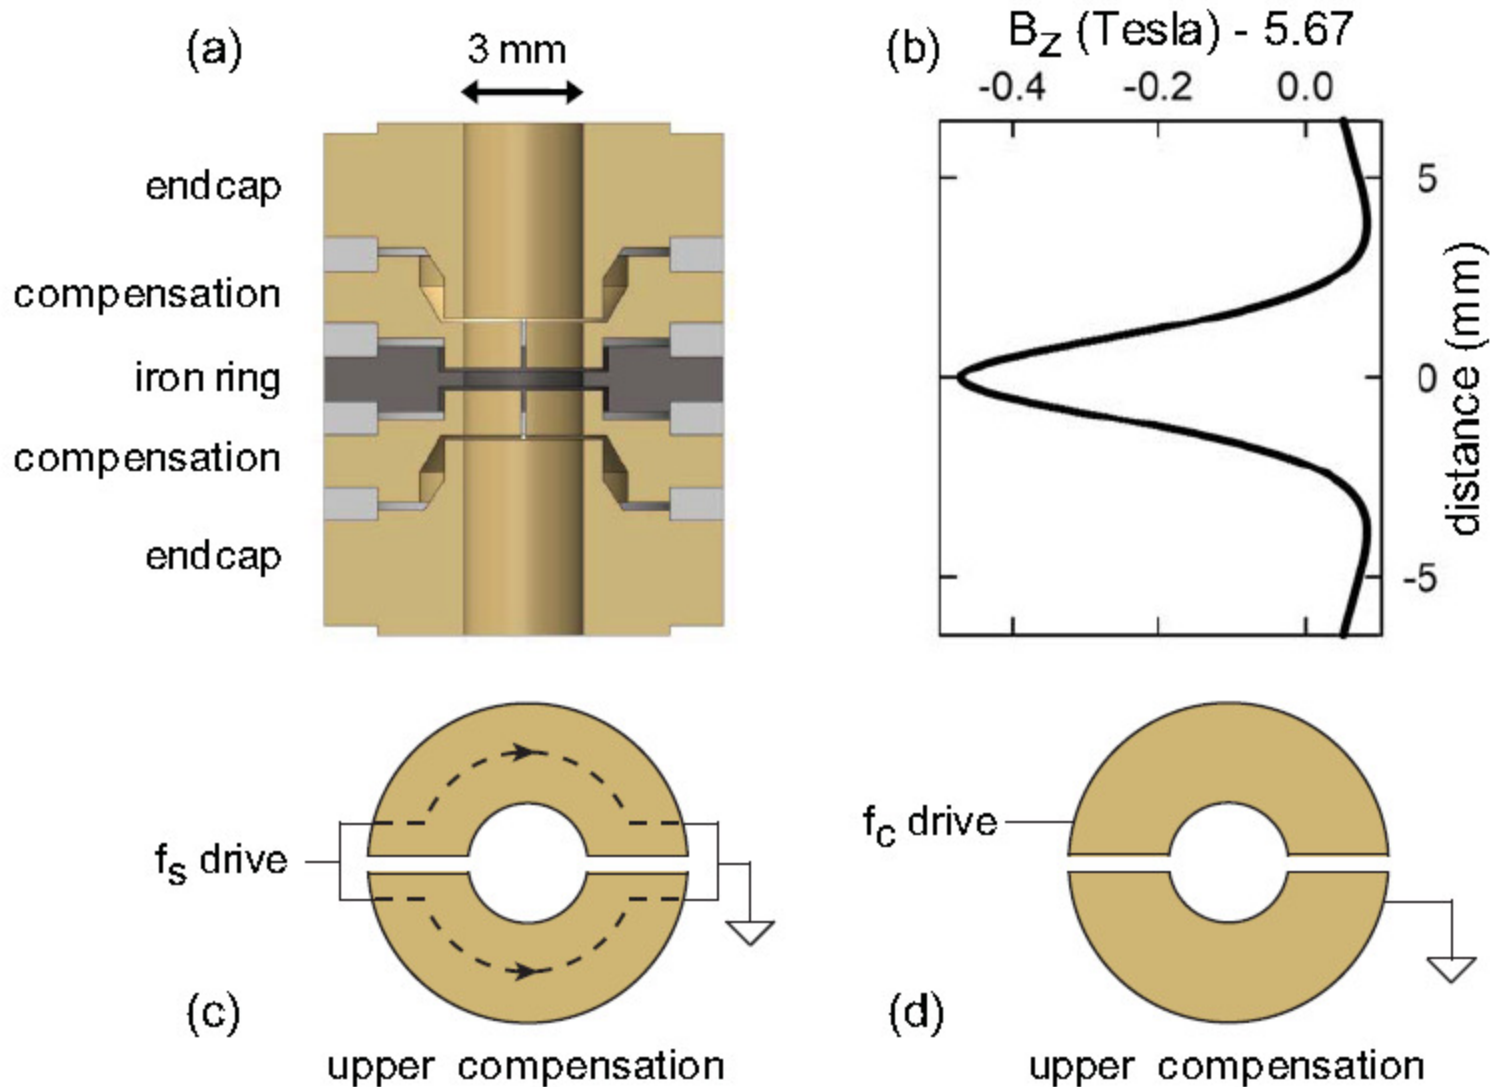 (a)
3 mm
endcap
compensation
iron ring
compensation
endcap
(b)
B_Z (Tesla) - 5.67
-0.4 -0.2 0.0
5
0
-5
distance (mm)
f_s drive
(c)
upper compensation
f_c drive
(d)
upper compensation